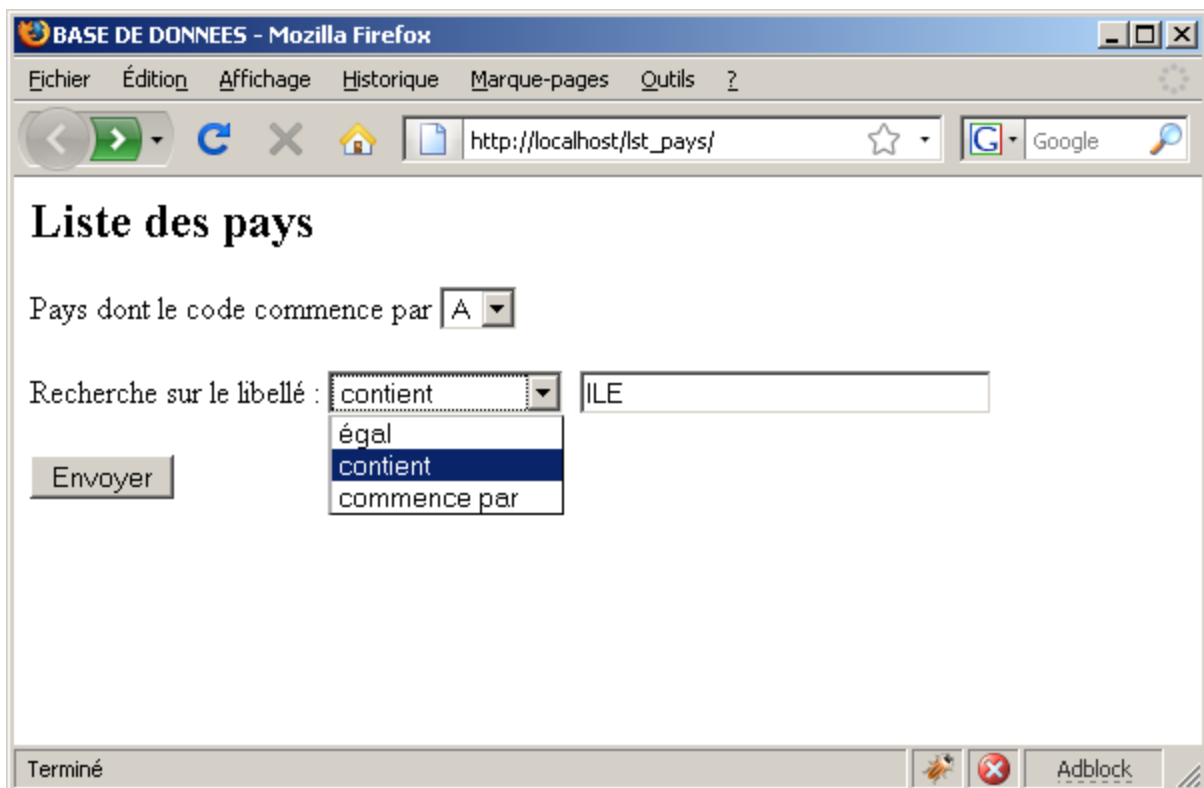 BASE DE DONNEES - Mozilla Firefox
Fichier Édition Affichage Historique Marque-pages Outils ?
http://localhost/lst_pays/ G Google
Liste des pays
Pays dont le code commence par A
Recherche sur le libellé : contient ILE
égal
contient
commence par
Envoyer
Terminé Adblock